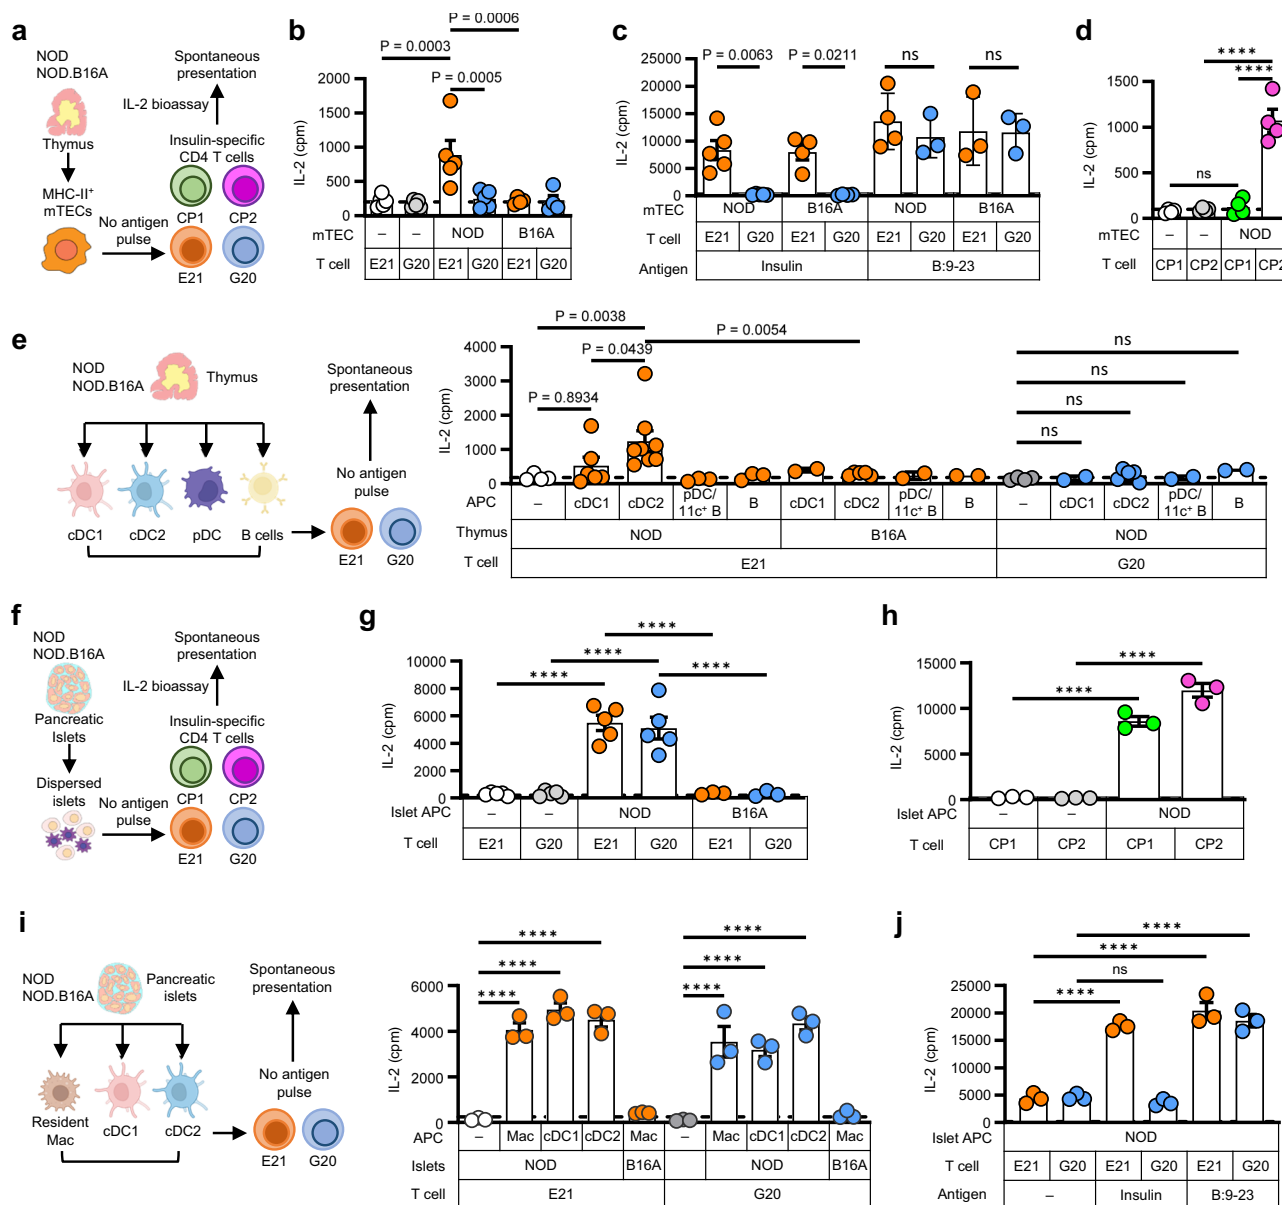 a
NOD
NOD.B16A
Spontaneous
presentation
IL-2 bioassay
Thymus
Insulin-specific
CD4 T cells
MHC-II+
mTECs
No antigen
pulse
CP1
CP2
E21
G20
b
P = 0.0006
P = 0.0003
P = 0.0005
2000
1500
1000
500
200
0
IL-2 (cpm)
mTEC – – NOD B16A
T cell E21 G20 E21 G20 E21 G20
c
P = 0.0063 P = 0.0211 ns ns
25000
20000
15000
10000
5000
0
IL-2 (cpm)
mTEC NOD B16A NOD B16A
T cell E21 G20 E21 G20 E21 G20 E21 G20
Antigen Insulin B:9-23
d
****
****
ns
1500
1000
500
100
0
IL-2 (cpm)
mTEC – – NOD
T cell CP1 CP2 CP1 CP2
e
NOD
NOD.B16A
Thymus
Spontaneous
presentation
No antigen
pulse
cDC1 cDC2 pDC B cells
E21 G20
P = 0.0038
P = 0.0054
P = 0.0439
P = 0.8934
ns
ns
ns
ns
4000
3000
2000
1000
200
0
IL-2 (cpm)
APC – cDC1 cDC2 pDC/11c+ B B cDC1 cDC2 pDC/11c+ B B – cDC1 cDC2 pDC/11c+ B B
Thymus NOD B16A NOD
T cell E21 G20
f
NOD
NOD.B16A
Spontaneous
presentation
IL-2 bioassay
Pancreatic
Islets
Insulin-specific
CD4 T cells
Dispersed
islets
No antigen
pulse
CP1
CP2
E21
G20
g
****
****
****
****
10000
8000
6000
4000
2000
0
IL-2 (cpm)
Islet APC – – NOD B16A
T cell E21 G20 E21 G20 E21 G20
h
****
****
15000
10000
5000
0
IL-2 (cpm)
Islet APC – – NOD
T cell CP1 CP2 CP1 CP2
i
NOD
NOD.B16A
Pancreatic
islets
Spontaneous
presentation
No antigen
pulse
Resident
Mac
cDC1
cDC2
E21
G20
****
****
****
****
****
****
6000
4000
2000
200
0
IL-2 (cpm)
APC – Mac cDC1 cDC2 Mac – Mac cDC1 cDC2 Mac
Islets NOD B16A NOD B16A
T cell E21 G20
j
****
****
ns
****
25000
20000
15000
10000
5000
0
IL-2 (cpm)
Islet APC NOD
T cell E21 G20 E21 G20 E21 G20
Antigen – Insulin B:9-23